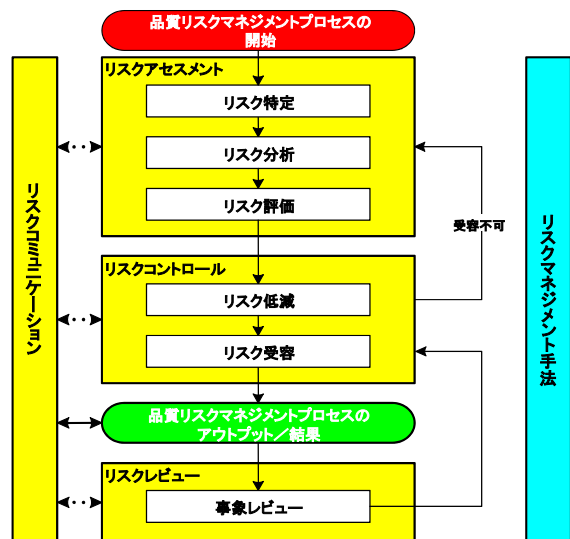 品質リスクマネジメントプロセスの
開始
リスクアセスメント
リスク特定
リスク分析
リスク評価
受容不可
リスクコントロール
リスク低減
リスク受容
品質リスクマネジメントプロセスの
アウトプット／結果
リスクレビュー
事象レビュー
リスクコミュニケーション
リスクマネジメント手法